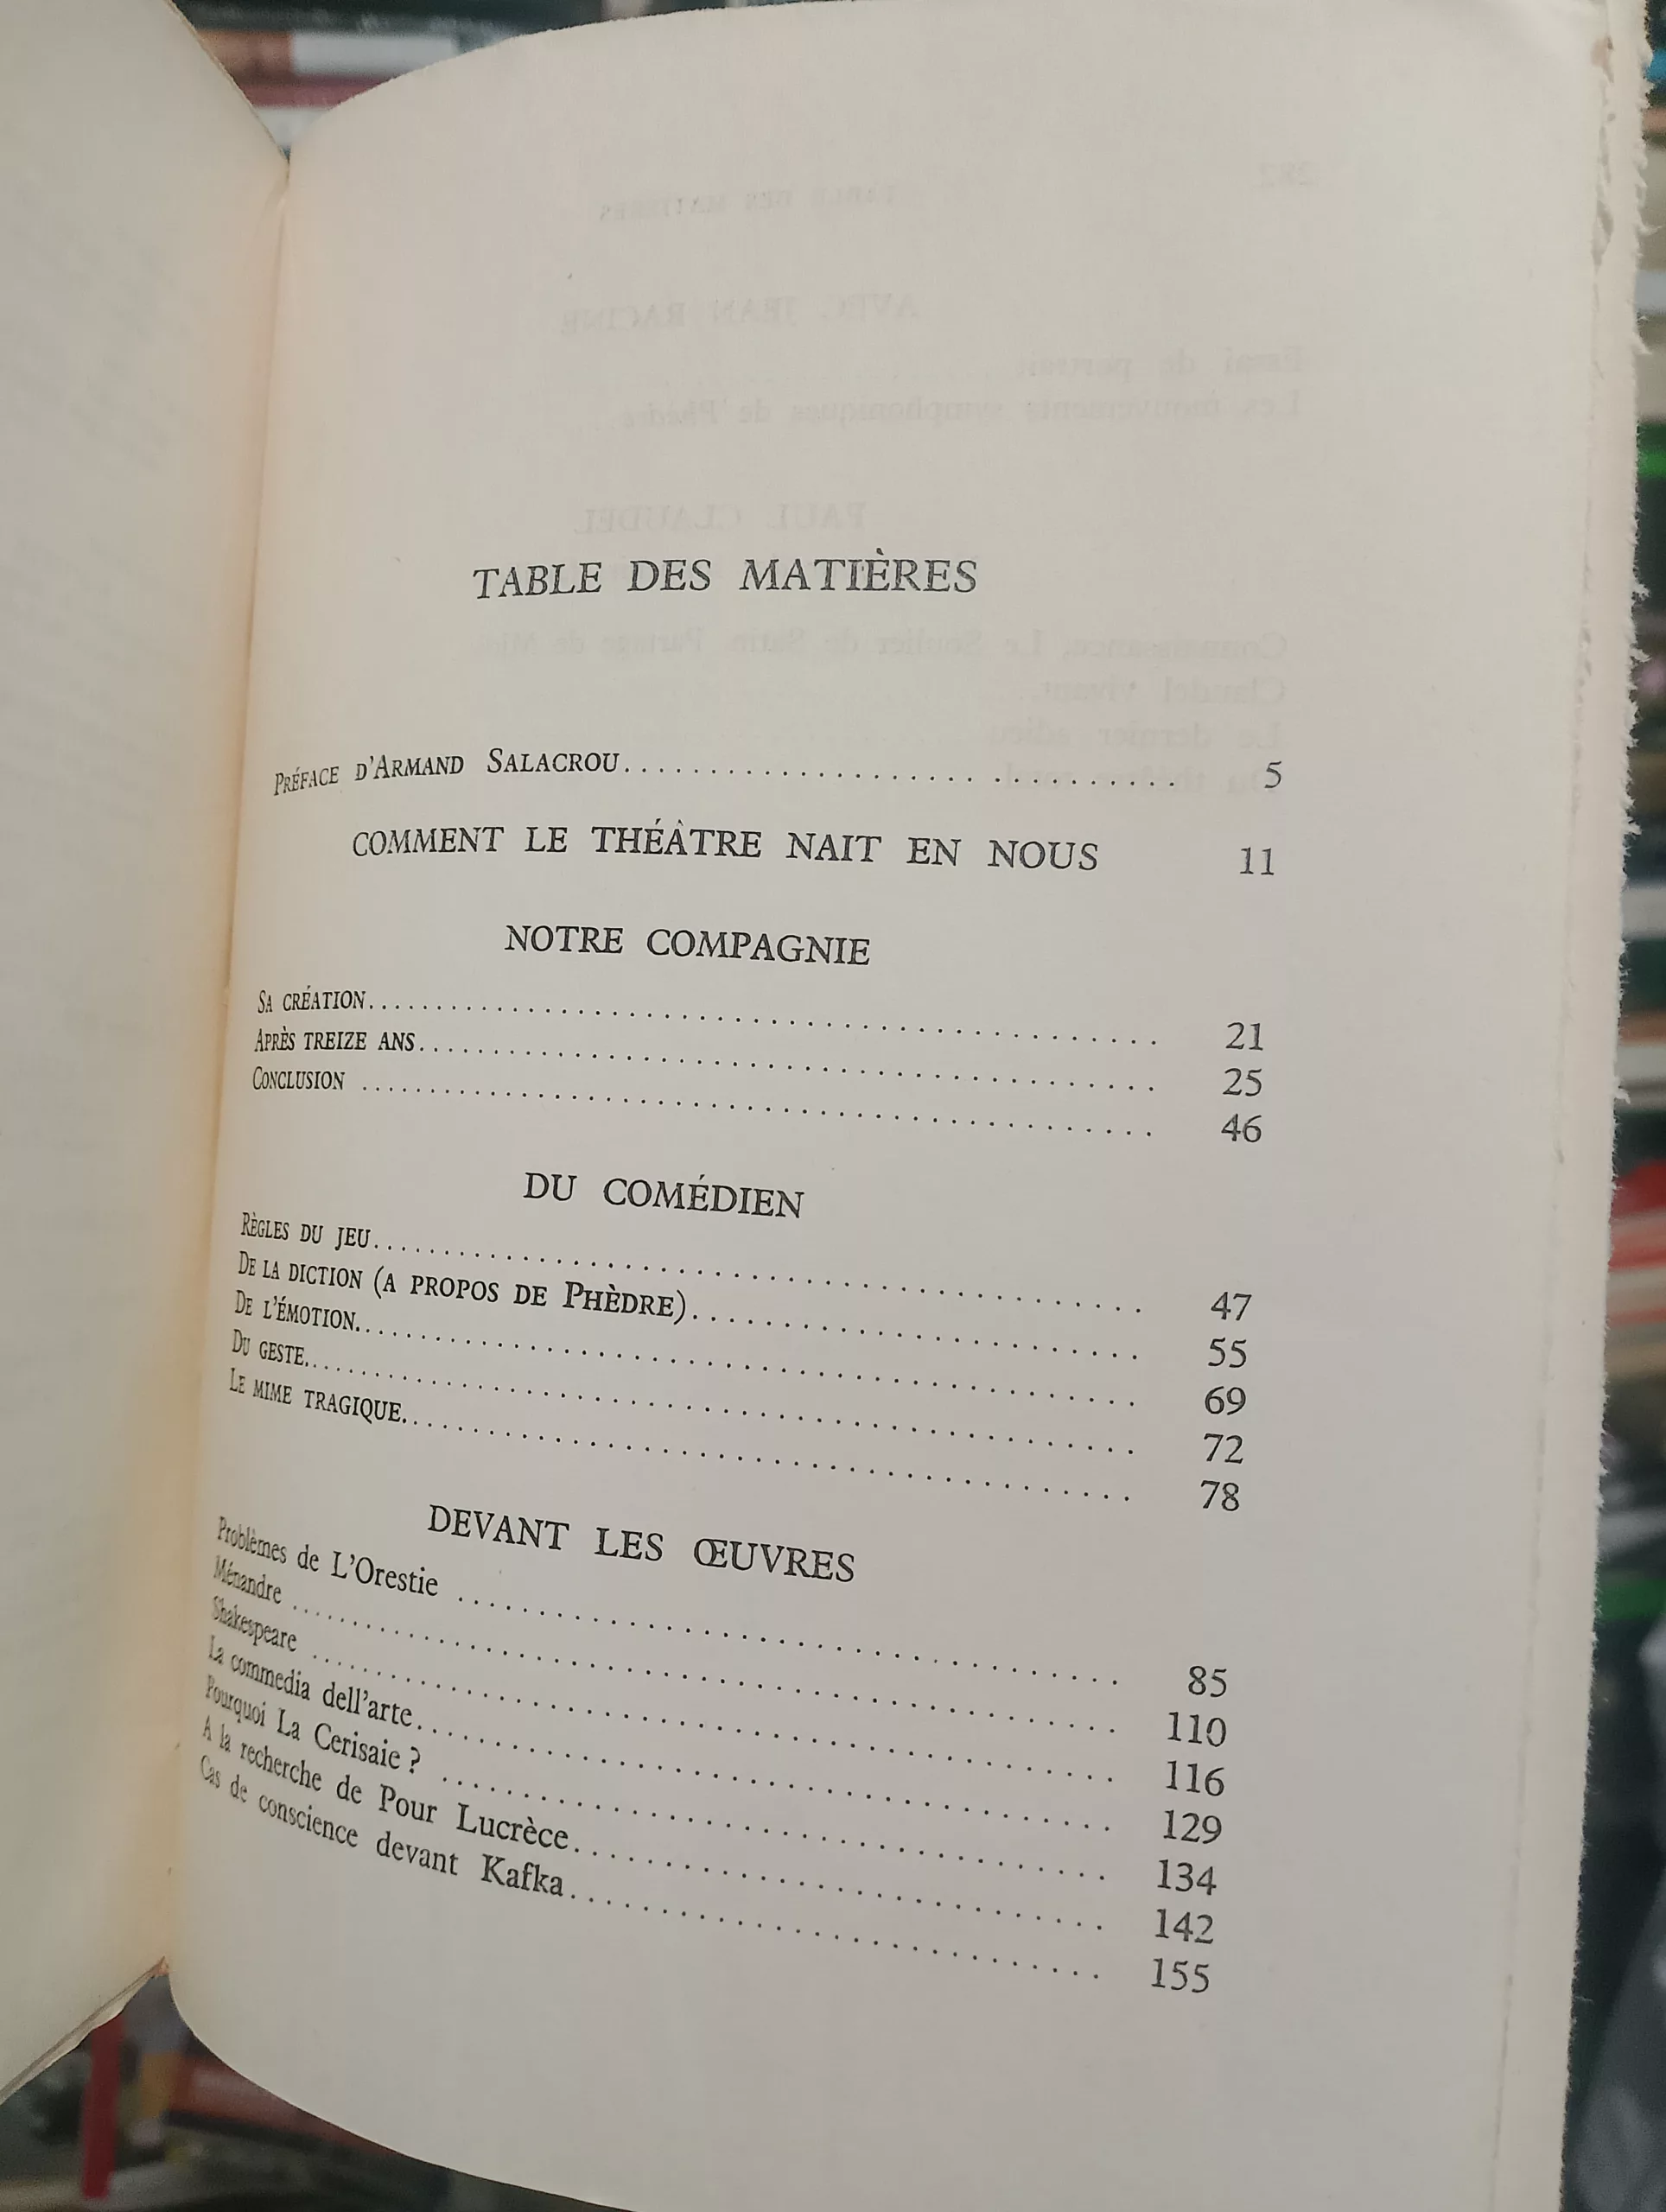 TABLE DES MATIÈRES
PRÉFACE D'ARMAND SALACROU. . . . . . . . . . . . . . . . . . . . . . . . . . . . . . . 5
COMMENT LE THÉÂTRE NAIT EN NOUS 11
NOTRE COMPAGNIE
SA CRÉATION. . . . . . . . . . . . . . . . . . . . . . . . . . . . . . . . . . . . . . . . 21
APRÈS TREIZE ANS. . . . . . . . . . . . . . . . . . . . . . . . . . . . . . . . . . . . 25
CONCLUSION . . . . . . . . . . . . . . . . . . . . . . . . . . . . . . . . . . . . . . . . 46
DU COMÉDIEN
RÈGLES DU JEU. . . . . . . . . . . . . . . . . . . . . . . . . . . . . . . . . . . . . . . 47
DE LA DICTION (A PROPOS DE PHÈDRE). . . . . . . . . . . . . . . . . . . . . . 55
DE L'ÉMOTION. . . . . . . . . . . . . . . . . . . . . . . . . . . . . . . . . . . . . . . 69
DU GESTE. . . . . . . . . . . . . . . . . . . . . . . . . . . . . . . . . . . . . . . . . . 72
LE MIME TRAGIQUE. . . . . . . . . . . . . . . . . . . . . . . . . . . . . . . . . . . 78
DEVANT LES ŒUVRES
Problèmes de L'Orestie . . . . . . . . . . . . . . . . . . . . . . . . . . . . . . . 85
Ménandre . . . . . . . . . . . . . . . . . . . . . . . . . . . . . . . . . . . . . . . . 110
Shakespeare . . . . . . . . . . . . . . . . . . . . . . . . . . . . . . . . . . . . . . 116
La commedia dell'arte. . . . . . . . . . . . . . . . . . . . . . . . . . . . . . . . 129
Pourquoi La Cerisaie ? . . . . . . . . . . . . . . . . . . . . . . . . . . . . . . . 134
A la recherche de Pour Lucrèce. . . . . . . . . . . . . . . . . . . . . . . . . 142
Cas de conscience devant Kafka. . . . . . . . . . . . . . . . . . . . . . . . . 155